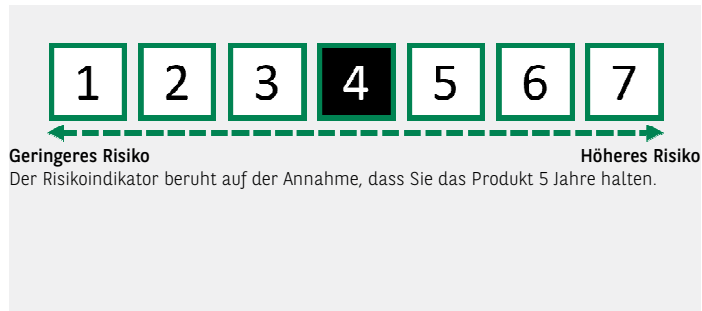 1 2 3 4 5 6 7
Geringeres Risiko Höheres Risiko
Der Risikoindikator beruht auf der Annahme, dass Sie das Produkt 5 Jahre halten.